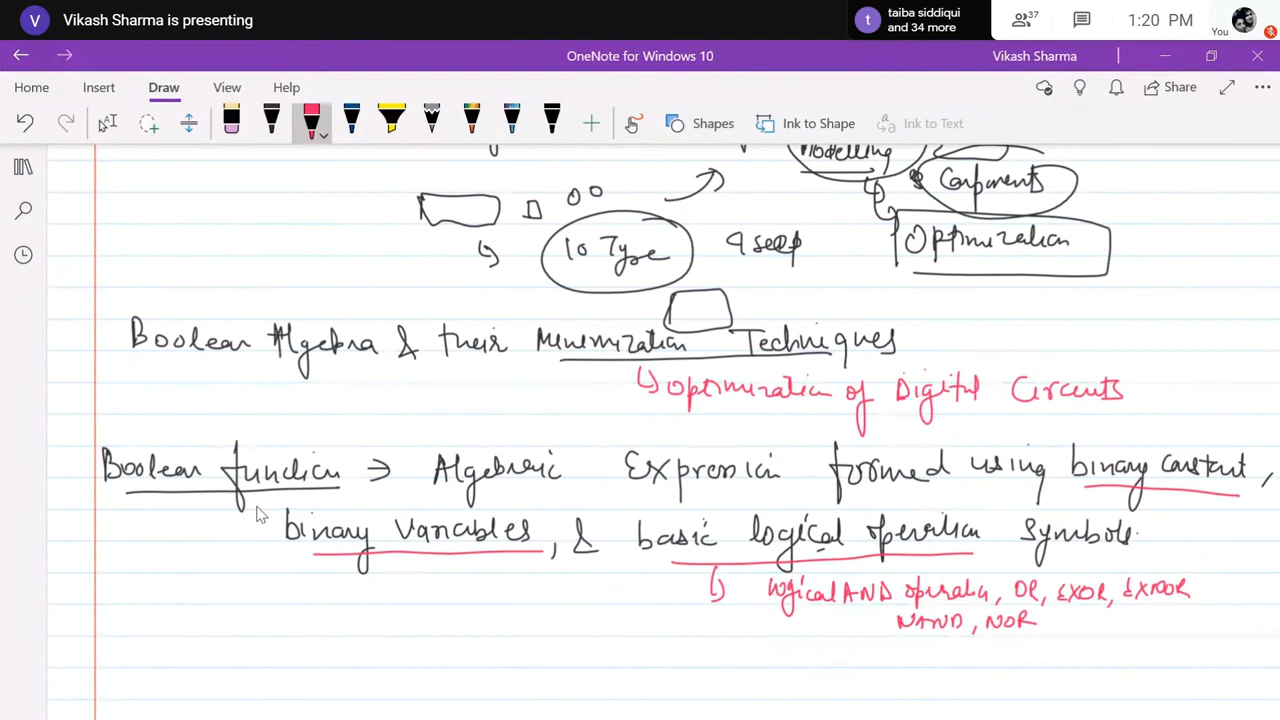 V Vikash Sharma is presenting
t taiba siddiqui and 34 more
37
1:20 PM
You
OneNote for Windows 10
Vikash Sharma
Home Insert Draw View Help
Share
Shapes Ink to Shape Ink to Text
Modelling
Components
10 Type
Optimization
Boolean Algebra & their Minimization Techniques
Optimization of Digital Circuits
Boolean function ⇒ Algebraic Expression formed using binary constant,
binary variables, & basic logical operation symbols.
logical AND operation, OR, EXOR, EXNOR
NAND, NOR